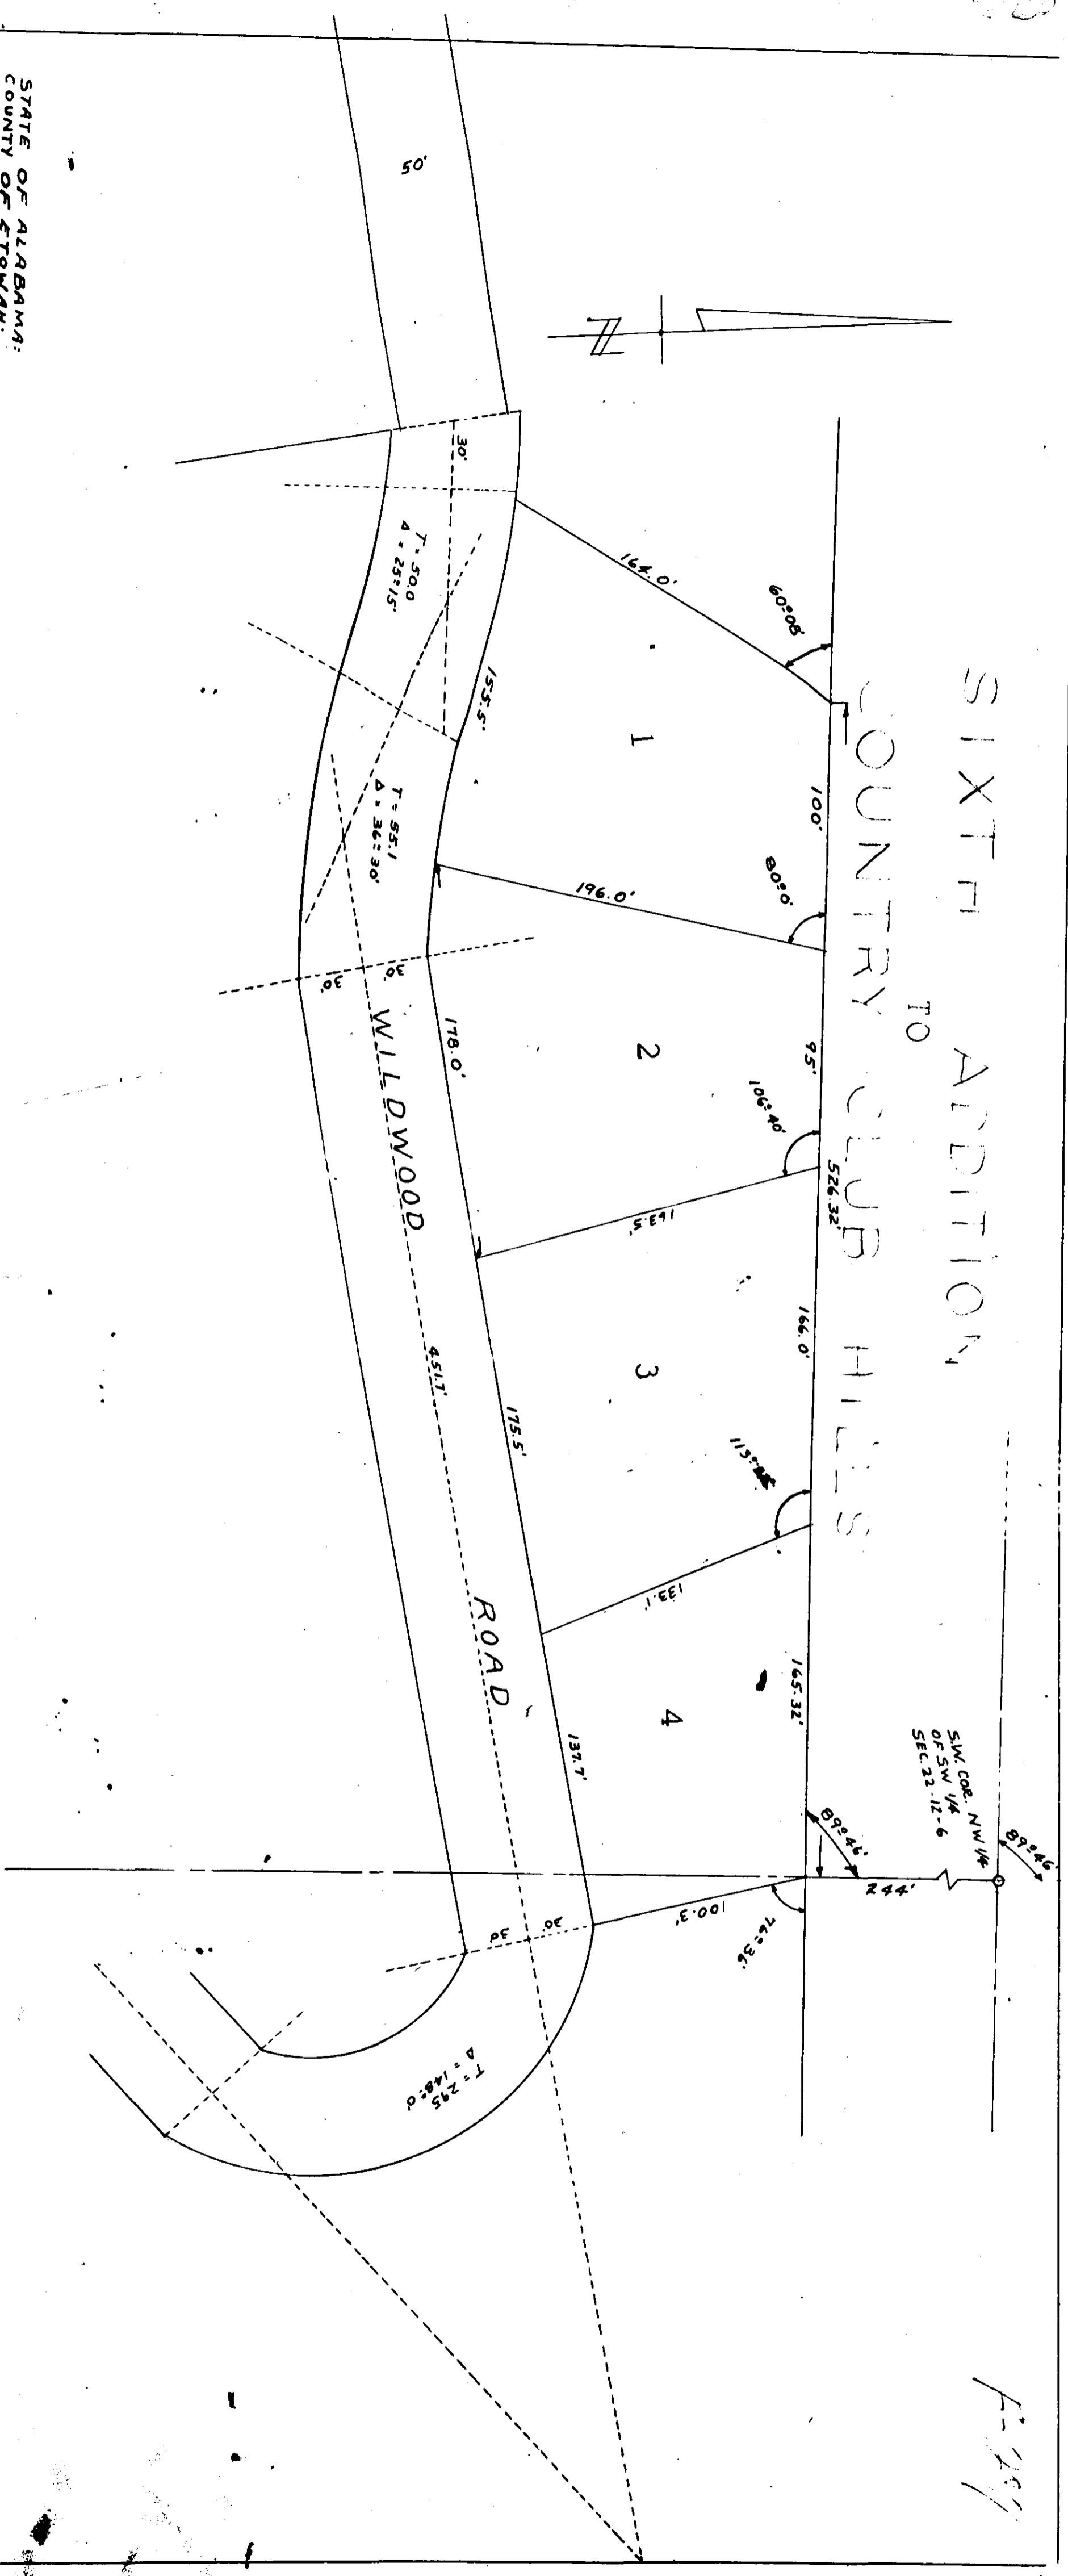 SIXTH ADDITION
TO
COUNTRY CLUB HILLS
S.W. COR. NW 1/4
OF SW 1/4
SEC. 22-12-6
89°46'
89°46'
244'
526.32'
100'
95'
166.0'
165.32'
60°08'
80°0'
106°40'
76°36'
164.0'
196.0'
163.5'
133.1'
100.3'
1
2
3
4
155.5'
178.0'
175.5'
137.7'
50'
N
30'
T = 50.0
Δ = 25°15'
T = 55.1
Δ = 36°30'
30'
30'
WILDWOOD ROAD
451.7'
30'
30'
T = 295
Δ = 148°0'
STATE OF ALABAMA:
COUNTY OF ETOWAH: